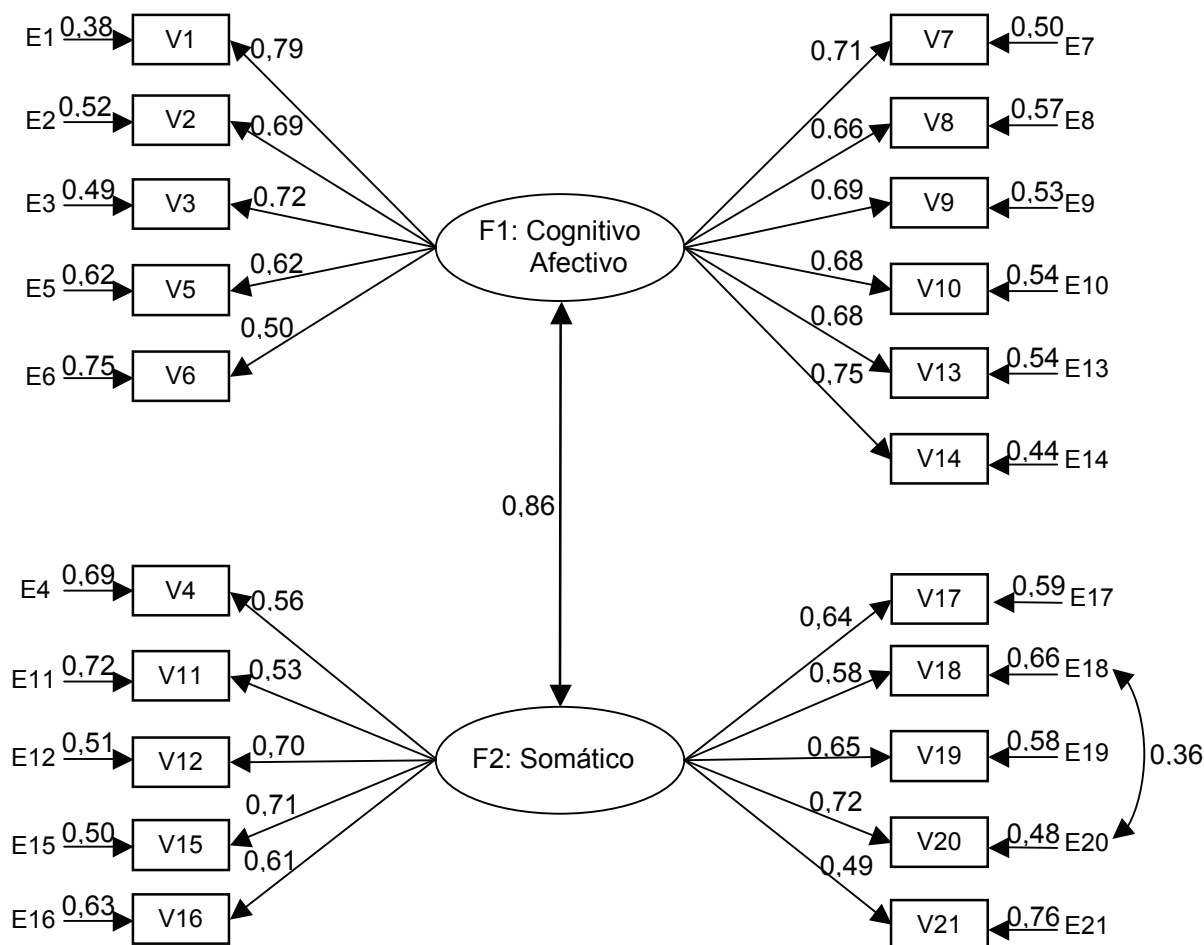 E1 0,38 V1 0,79
E2 0,52 V2 0,69
E3 0.49 V3 0,72
E5 0,62 V5 0,62
E6 0,75 V6 0,50
0,71 V7 0,50 E7
0,66 V8 0,57 E8
0,69 V9 0,53 E9
0,68 V10 0,54 E10
0,68 V13 0,54 E13
0,75 V14 0,44 E14
F1: Cognitivo
Afectivo
0,86
E4 0,69 V4 0,56
E11 0,72 V11 0,53
E12 0,51 V12 0,70
E15 0,50 V15 0,71
E16 0,63 V16 0,61
F2: Somático
0,64 V17 0,59 E17
0,58 V18 0,66 E18
0,65 V19 0,58 E19
0,36
0,72 V20 0,48 E20
0,49 V21 0,76 E21